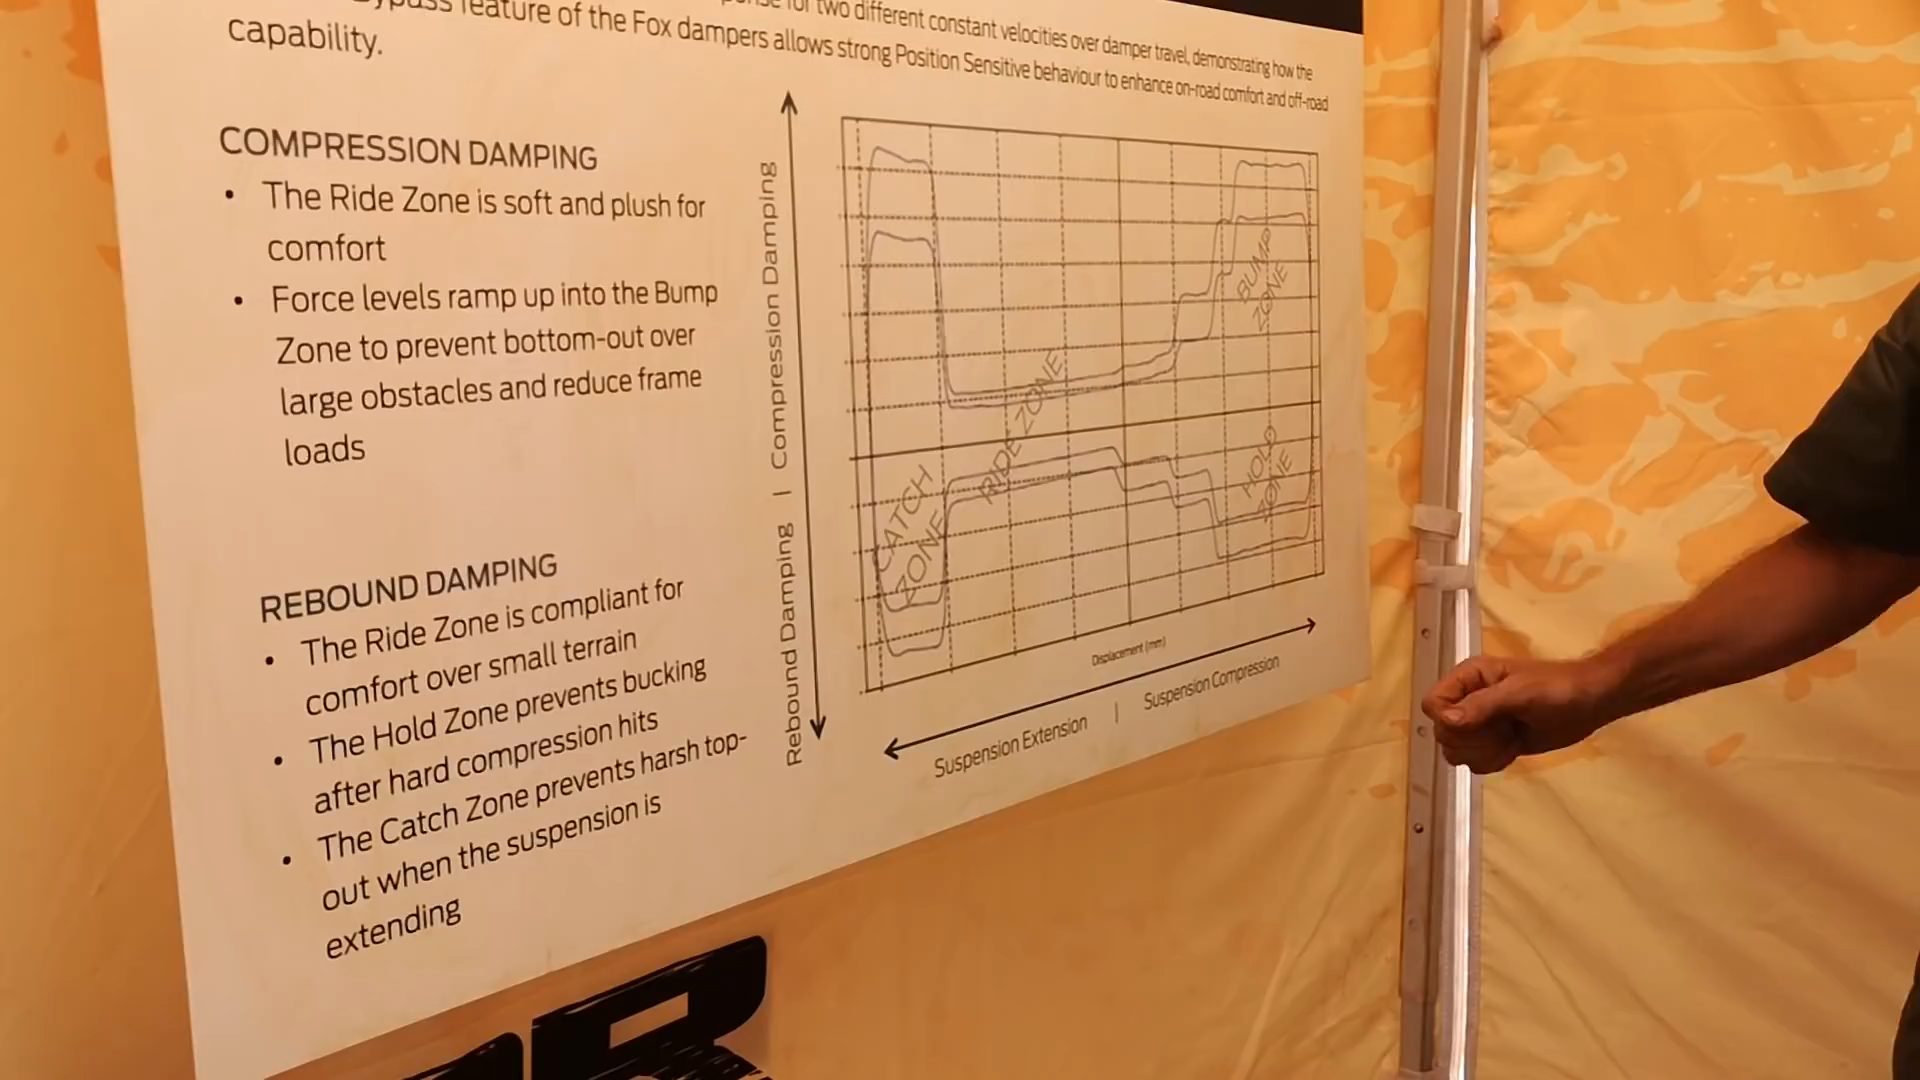 for two different constant velocities over damper travel, demonstrating how the
feature of the Fox dampers allows strong Position Sensitive behaviour to enhance on-road comfort and off-road
capability.
COMPRESSION DAMPING
• The Ride Zone is soft and plush for
comfort
• Force levels ramp up into the Bump
Zone to prevent bottom-out over
large obstacles and reduce frame
loads
REBOUND DAMPING
• The Ride Zone is compliant for
comfort over small terrain
• The Hold Zone prevents bucking
after hard compression hits
• The Catch Zone prevents harsh top-
out when the suspension is
extending
Rebound Damping | Compression Damping
CATCH
ZONE
RIDE ZONE
BUMP
ZONE
HOLD
ZONE
Displacement (mm)
Suspension Extension | Suspension Compression